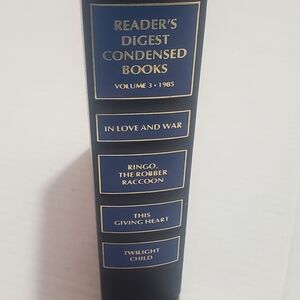 READER'S
DIGEST
CONDENSED
BOOKS
VOLUME 3 • 1985
IN LOVE AND WAR
RINGO,
THE ROBBER
RACCOON
THIS
GIVING HEART
TWILIGHT
CHILD